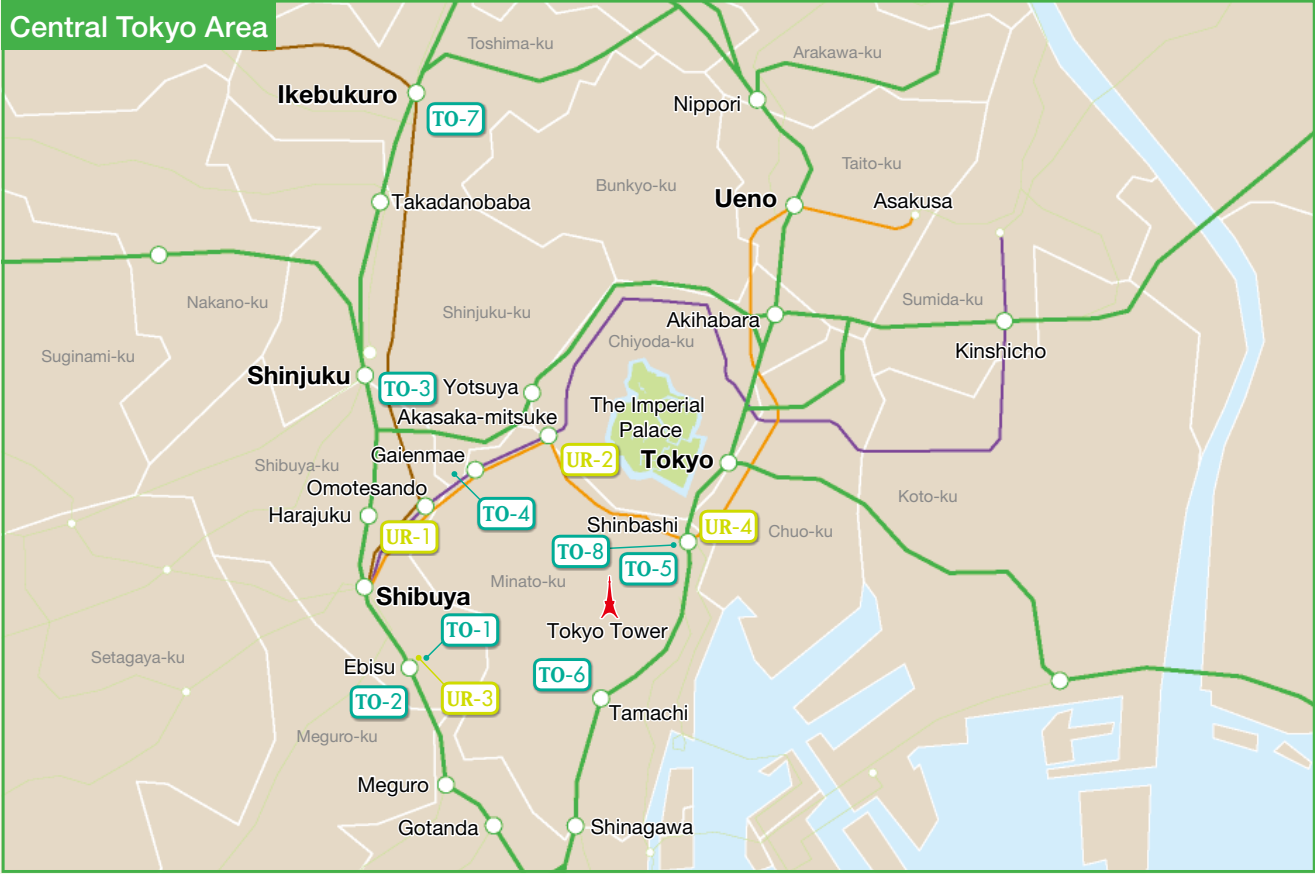 Central Tokyo Area
Toshima-ku
Arakawa-ku
Ikebukuro
TO-7
Nippori
Taito-ku
Bunkyo-ku
Takadanobaba
Ueno
Asakusa
Nakano-ku
Shinjuku-ku
Sumida-ku
Akihabara
Chiyoda-ku
Kinshicho
Suginami-ku
Shinjuku
TO-3
Yotsuya
The Imperial
Palace
Akasaka-mitsuke
Gaienmae
UR-2
Tokyo
Shibuya-ku
Omotesando
Koto-ku
Harajuku
TO-4
UR-1
Shinbashi
UR-4
Chuo-ku
TO-8
TO-5
Minato-ku
Shibuya
TO-1
Tokyo Tower
Setagaya-ku
Ebisu
TO-6
TO-2
UR-3
Tamachi
Meguro-ku
Meguro
Gotanda
Shinagawa